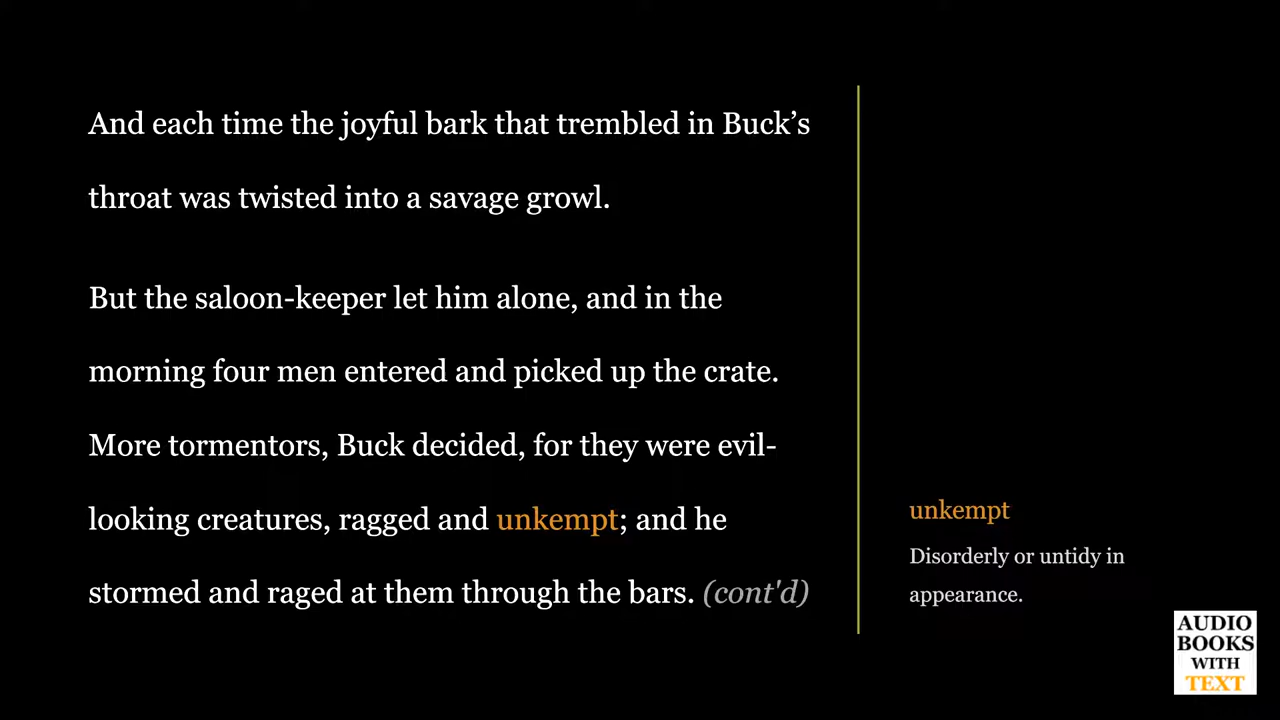 And each time the joyful bark that trembled in Buck’s
throat was twisted into a savage growl.
But the saloon-keeper let him alone, and in the
morning four men entered and picked up the crate.
More tormentors, Buck decided, for they were evil-
looking creatures, ragged and unkempt; and he
stormed and raged at them through the bars. (cont'd)
unkempt
Disorderly or untidy in
appearance.
AUDIO
BOOKS
WITH
TEXT